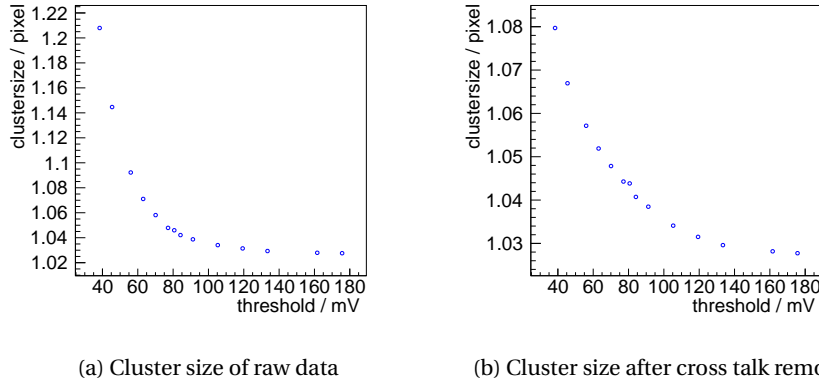 clustersize / pixel
1.22
1.2
1.18
1.16
1.14
1.12
1.1
1.08
1.06
1.04
1.02
40 60 80 100 120 140 160 180
threshold / mV
(a) Cluster size of raw data
clustersize / pixel
1.08
1.07
1.06
1.05
1.04
1.03
40 60 80 100 120 140 160 180
threshold / mV
(b) Cluster size after cross talk remo